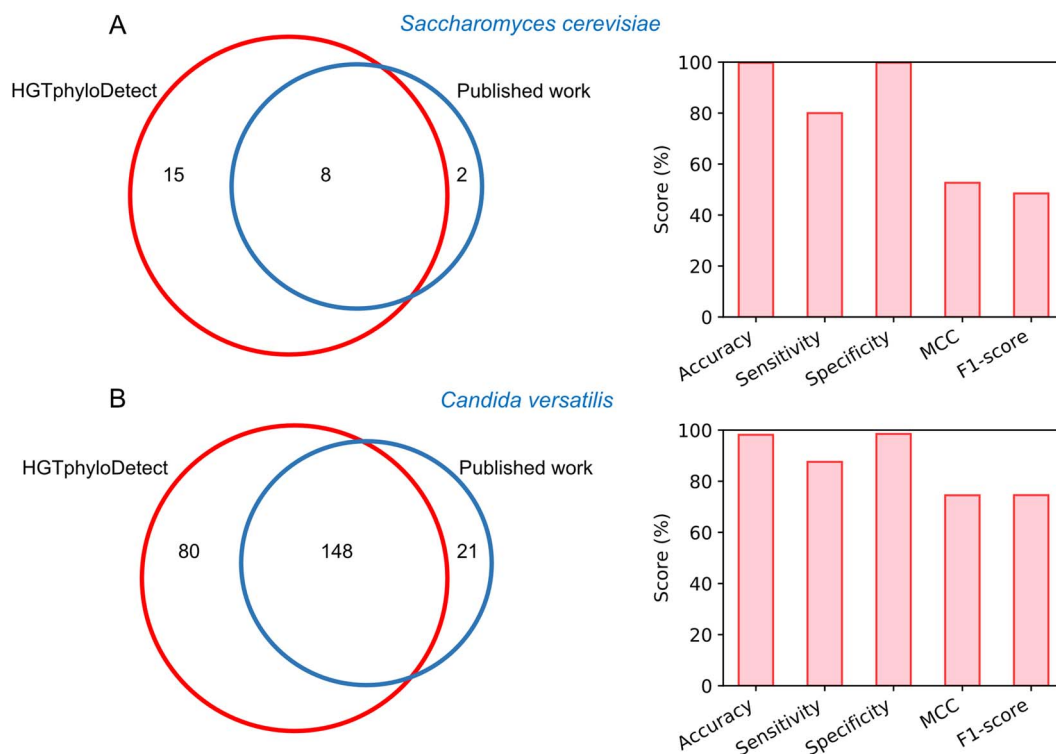 A
Saccharomyces cerevisiae
HGTphyloDetect
Published work
15
8
2
100
80
60
40
20
0
Score (%)
Accuracy
Sensitivity
Specificity
MCC
F1-score
B
Candida versatilis
HGTphyloDetect
Published work
80
148
21
100
80
60
40
20
0
Score (%)
Accuracy
Sensitivity
Specificity
MCC
F1-score